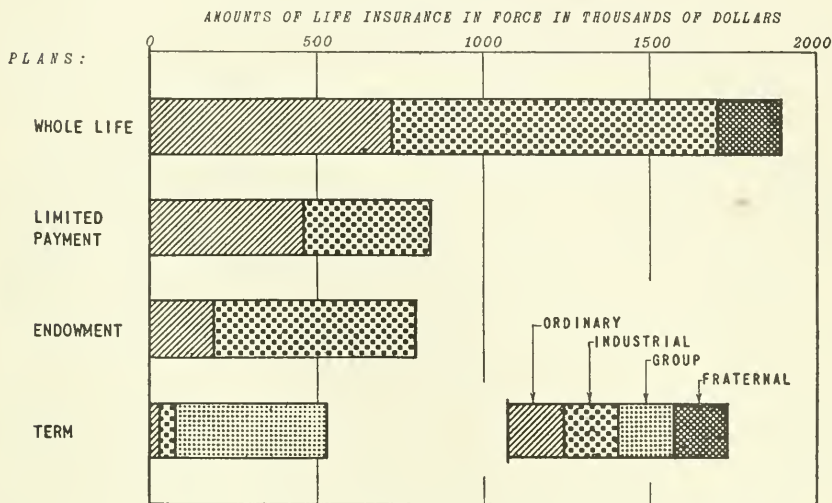 AMOUNTS OF LIFE INSURANCE IN FORCE IN THOUSANDS OF DOLLARS
0 500 1000 1500 2000
PLANS:
WHOLE LIFE
LIMITED
PAYMENT
ENDOWMENT
ORDINARY
INDUSTRIAL
GROUP
FRATERNAL
TERM